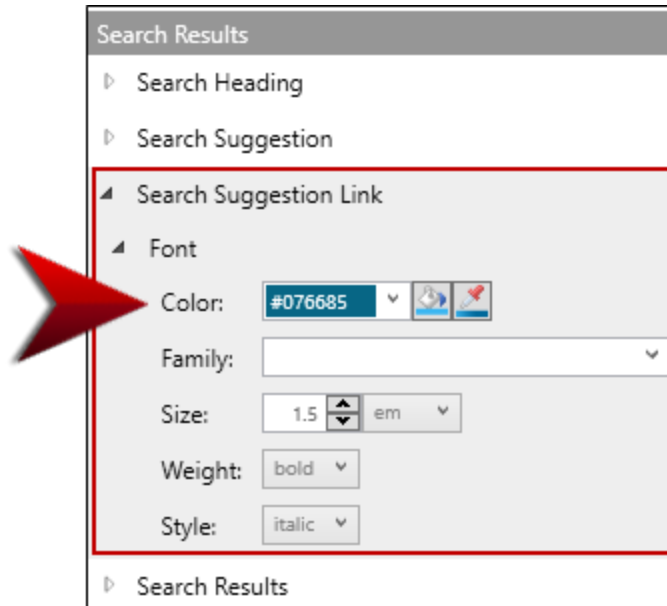 Search Results
Search Heading
Search Suggestion
Search Suggestion Link
Font
Color: #076685
Family:
Size: 1.5 em
Weight: bold
Style: italic
Search Results